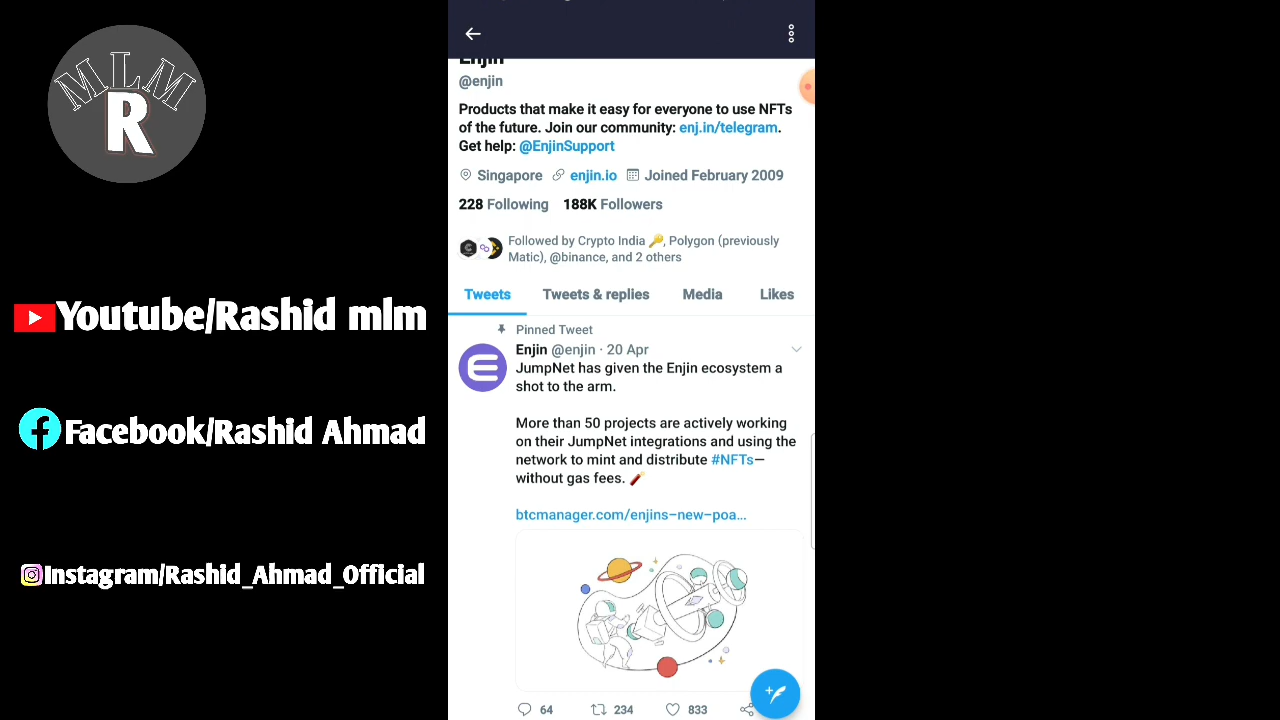 MLM
R
Youtube/Rashid mlm
Facebook/Rashid Ahmad
Instagram/Rashid_Ahmad_Official
Enjin
@enjin
Products that make it easy for everyone to use NFTs
of the future. Join our community: enj.in/telegram.
Get help: @EnjinSupport
Singapore enjin.io Joined February 2009
228 Following 188K Followers
Followed by Crypto India 🔑, Polygon (previously
Matic), @binance, and 2 others
Tweets Tweets & replies Media Likes
Pinned Tweet
Enjin @enjin · 20 Apr
JumpNet has given the Enjin ecosystem a
shot to the arm.
More than 50 projects are actively working
on their JumpNet integrations and using the
network to mint and distribute #NFTs—
without gas fees. 🧨
btcmanager.com/enjins-new-poa...
64 234 833